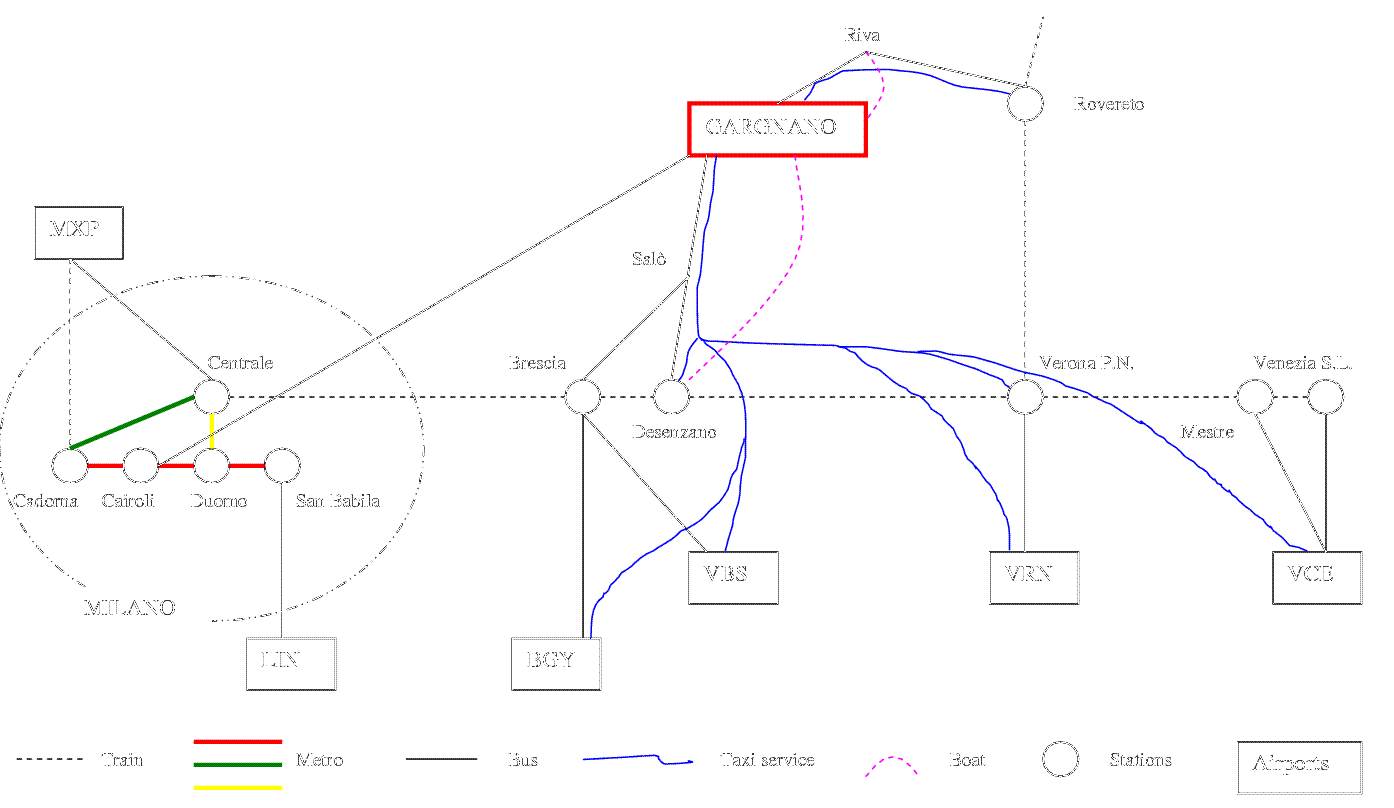 Riva
Rovereto
GARGNANO
MXP
Salò
Centrale
Brescia
Verona P.N.
Venezia S.L.
Desenzano
Mestre
Cadorna
Cairoli
Duomo
San Babila
VBS
VRN
VCE
MILANO
LIN
BGY
Train
Metro
Bus
Taxi service
Boat
Stations
Airports